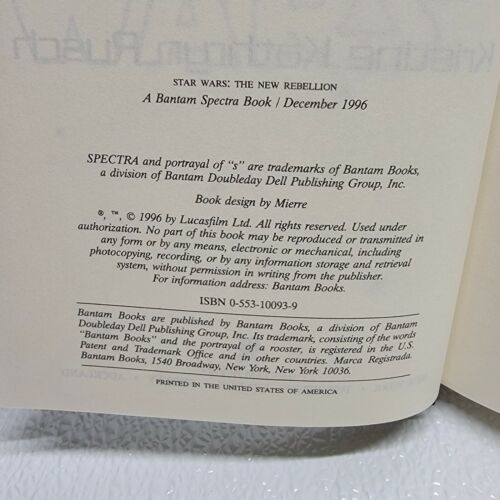 Kristine Kathryn Rusch
STAR WARS: THE NEW REBELLION
A Bantam Spectra Book / December 1996
SPECTRA and portrayal of "s" are trademarks of Bantam Books,
a division of Bantam Doubleday Dell Publishing Group, Inc.
Book design by Mierre
®, ™, © 1996 by Lucasfilm Ltd. All rights reserved. Used under
authorization. No part of this book may be reproduced or transmitted in
any form or by any means, electronic or mechanical, including
photocopying, recording, or by any information storage and retrieval
system, without permission in writing from the publisher.
For information address: Bantam Books.
ISBN 0-553-10093-9
Bantam Books are published by Bantam Books, a division of Bantam
Doubleday Dell Publishing Group, Inc. Its trademark, consisting of the words
"Bantam Books" and the portrayal of a rooster, is registered in the U.S.
Patent and Trademark Office and in other countries. Marca Registrada.
Bantam Books, 1540 Broadway, New York, New York 10036.
PRINTED IN THE UNITED STATES OF AMERICA